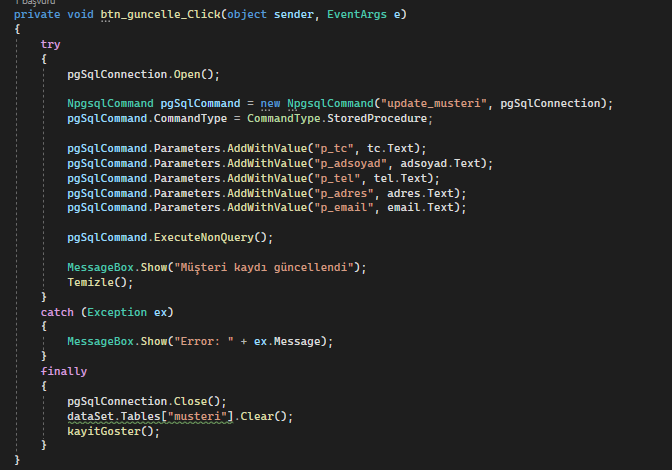 1 başvuru
private void btn_guncelle_Click(object sender, EventArgs e)
{
try
{
pgSqlConnection.Open();
NpgsqlCommand pgSqlCommand = new NpgsqlCommand("update_musteri", pgSqlConnection);
pgSqlCommand.CommandType = CommandType.StoredProcedure;
pgSqlCommand.Parameters.AddWithValue("p_tc", tc.Text);
pgSqlCommand.Parameters.AddWithValue("p_adsoyad", adsoyad.Text);
pgSqlCommand.Parameters.AddWithValue("p_tel", tel.Text);
pgSqlCommand.Parameters.AddWithValue("p_adres", adres.Text);
pgSqlCommand.Parameters.AddWithValue("p_email", email.Text);
pgSqlCommand.ExecuteNonQuery();
MessageBox.Show("Müşteri kaydı güncellendi");
Temizle();
}
catch (Exception ex)
{
MessageBox.Show("Error: " + ex.Message);
}
finally
{
pgSqlConnection.Close();
dataSet.Tables["musteri"].Clear();
kayitGoster();
}
}